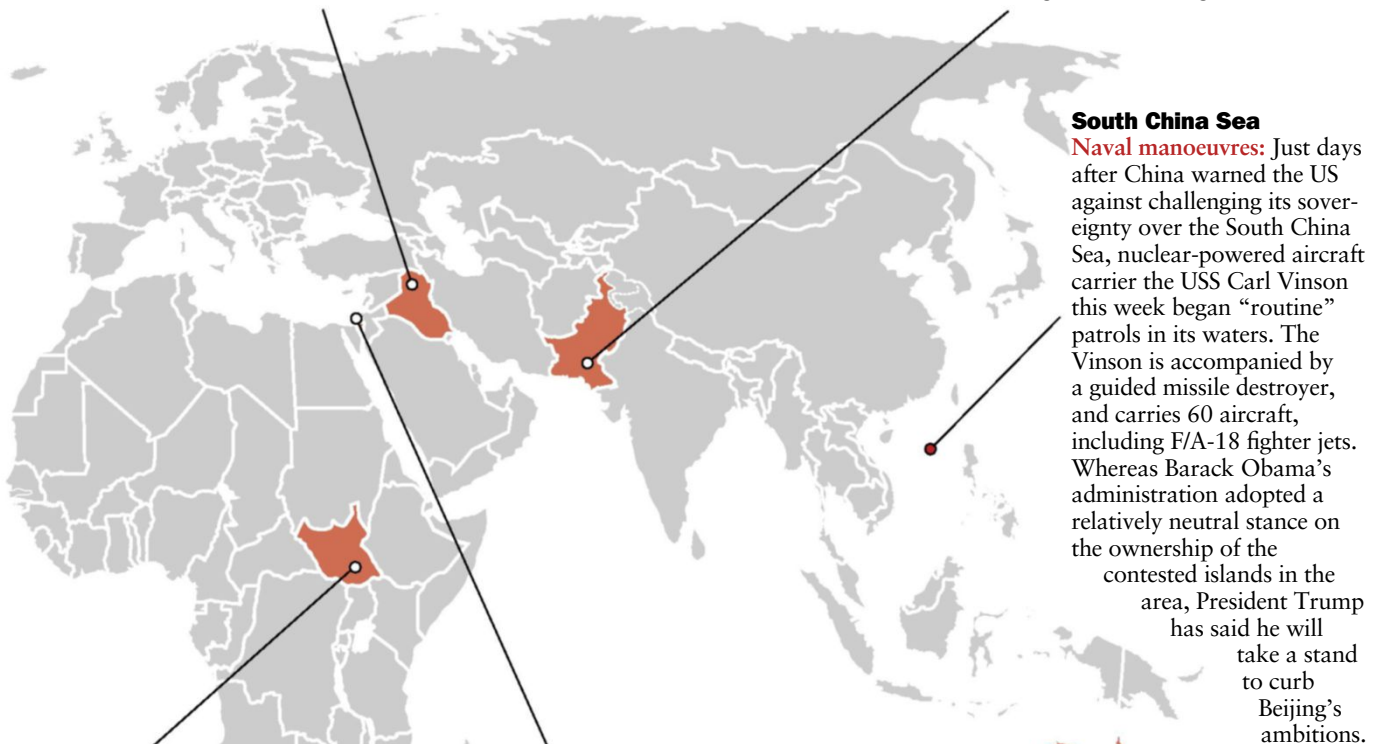 South China Sea
Naval manoeuvres: Just days
after China warned the US
against challenging its sover-
eignty over the South China
Sea, nuclear-powered aircraft
carrier the USS Carl Vinson
this week began “routine”
patrols in its waters. The
Vinson is accompanied by
a guided missile destroyer,
and carries 60 aircraft,
including F/A-18 fighter jets.
Whereas Barack Obama’s
administration adopted a
relatively neutral stance on
the ownership of the
contested islands in the
area, President Trump
has said he will
take a stand
to curb
Beijing’s
ambitions.